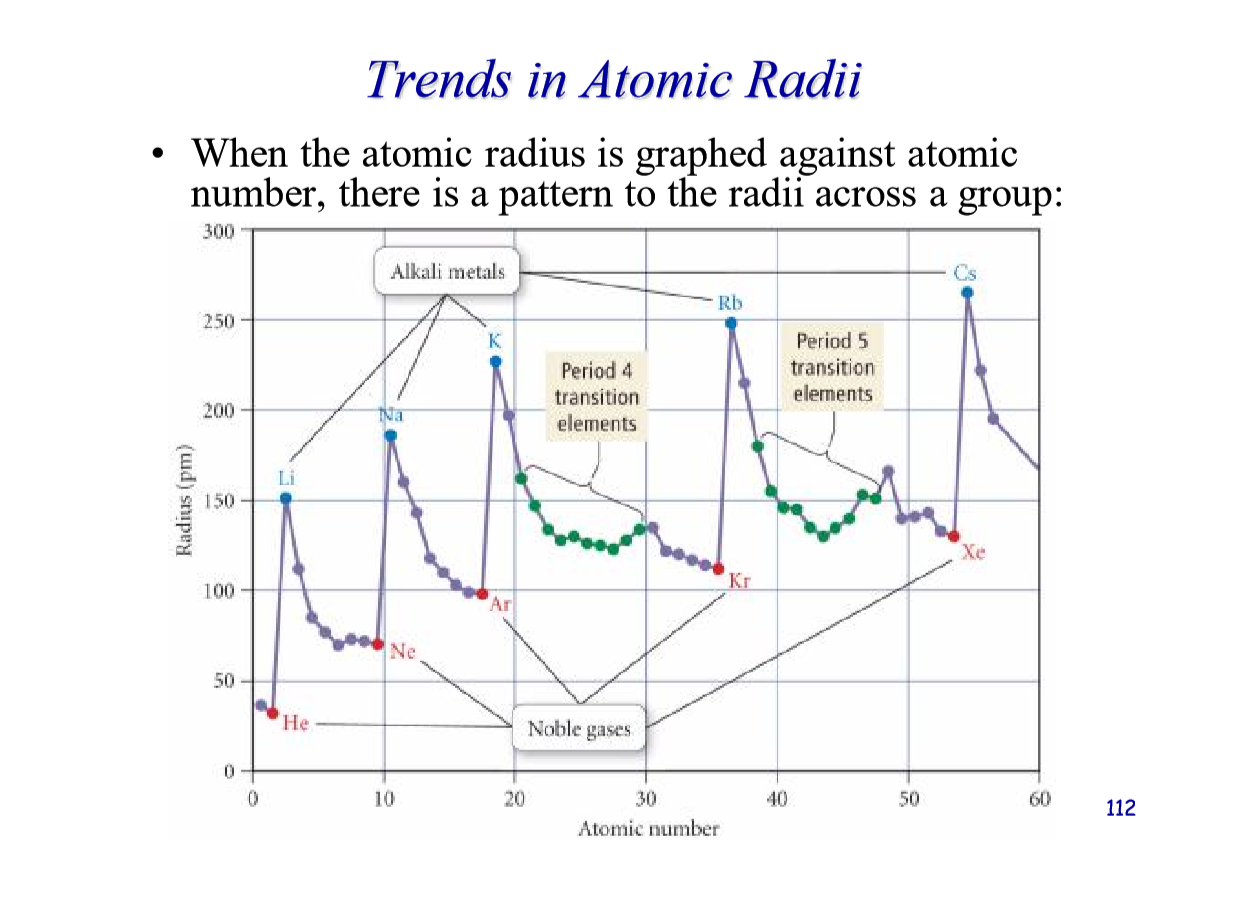 Trends in Atomic Radii
• When the atomic radius is graphed against atomic
number, there is a pattern to the radii across a group:
300
250
200
150
100
50
0
Radius (pm)
0 10 20 30 40 50 60
Atomic number
Alkali metals
Li
Na
K
Rb
Cs
Period 4
transition
elements
Period 5
transition
elements
He
Ne
Ar
Kr
Xe
Noble gases
112